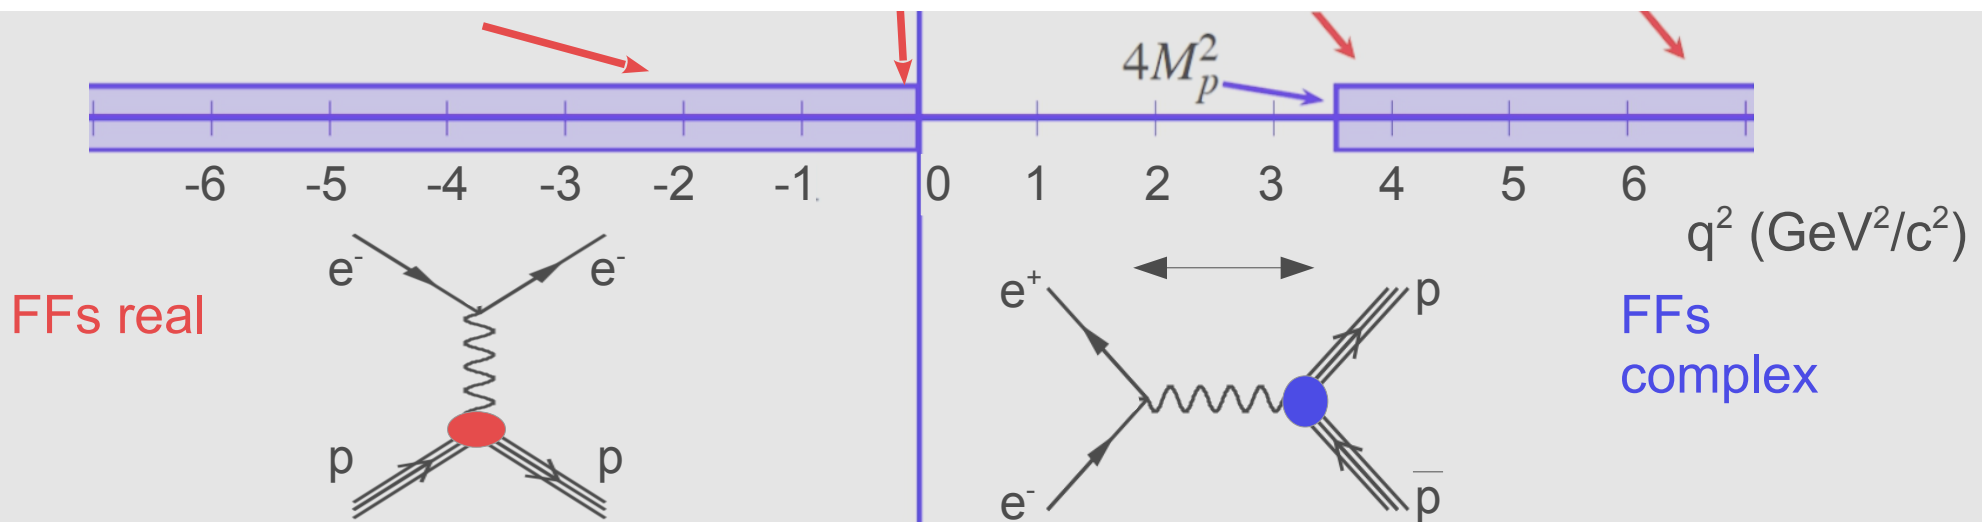 4M_p^2
-6 -5 -4 -3 -2 -1 0 1 2 3 4 5 6
q² (GeV²/c²)
e⁻ e⁻
e⁺ p
FFs real
FFs
complex
p p
e⁻ p̅